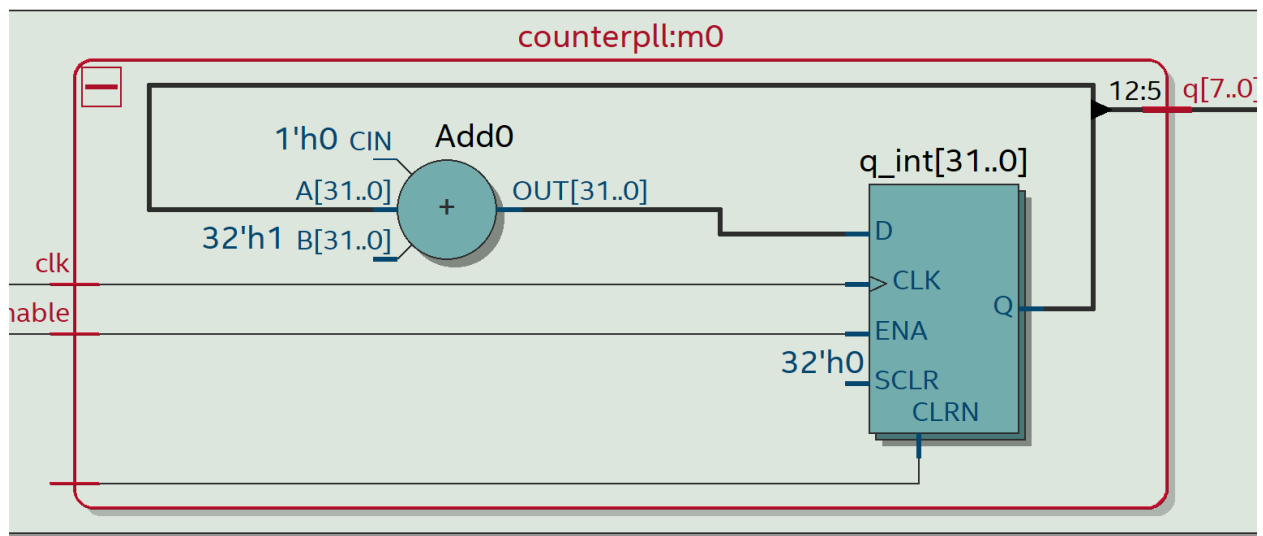 counterpll:m0
12:5 q[7..0]
1'h0 CIN Add0
q_int[31..0]
A[31..0] + OUT[31..0]
32'h1 B[31..0]
D
clk
CLK
nable
Q
ENA
32'h0
SCLR
CLRN